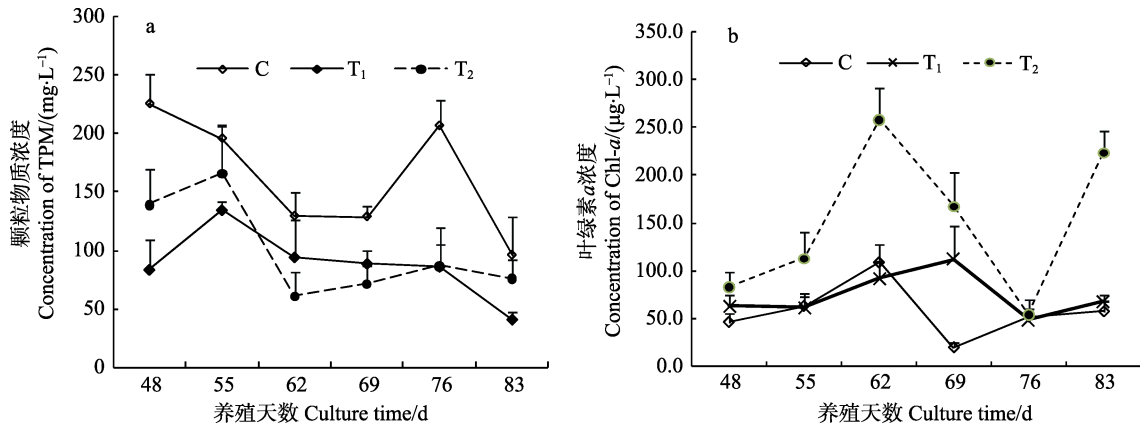 a
C T₁ T₂
颗粒物质浓度
Concentration of TPM/(mg·L⁻¹)
300
250
200
150
100
50
0
48 55 62 69 76 83
养殖天数 Culture time/d
b
C T₁ T₂
叶绿素a浓度
Concentration of Chl-a/(μg·L⁻¹)
350.0
300.0
250.0
200.0
150.0
100.0
50.0
0.0
48 55 62 69 76 83
养殖天数 Culture time/d